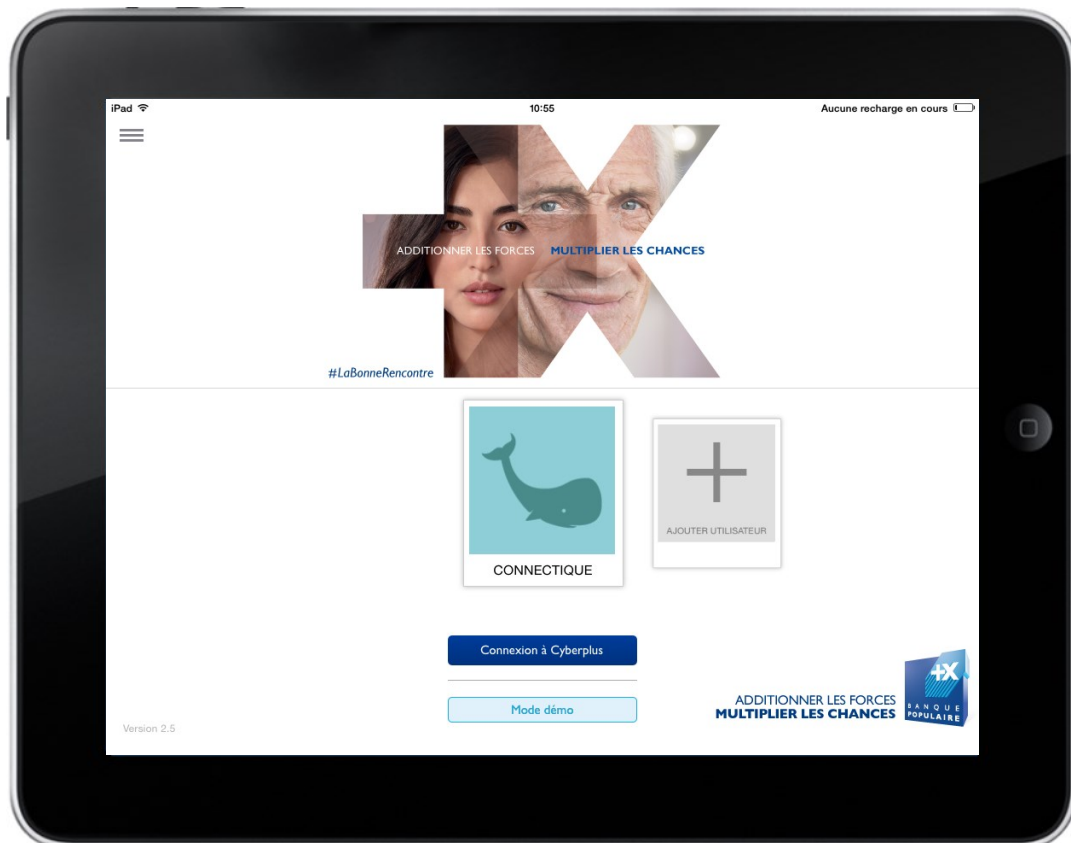 iPad 10:55 Aucune recharge en cours
ADDITIONNER LES FORCES MULTIPLIER LES CHANCES
#LaBonneRencontre
AJOUTER UTILISATEUR
CONNECTIQUE
Connexion à Cyberplus
Mode démo
Version 2.5
ADDITIONNER LES FORCES
MULTIPLIER LES CHANCES
+X
BANQUE
POPULAIRE